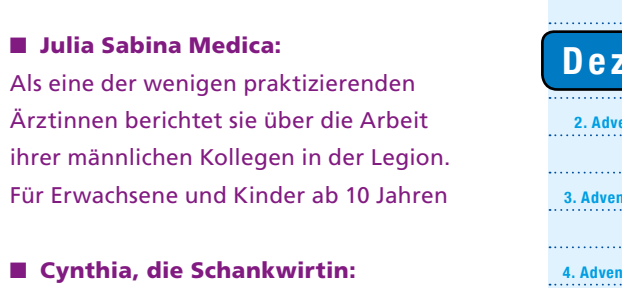 ■ Julia Sabina Medica:
Als eine der wenigen praktizierenden
Ärztinnen berichtet sie über die Arbeit
ihrer männlichen Kollegen in der Legion.
Für Erwachsene und Kinder ab 10 Jahren
■ Cynthia, die Schankwirtin:
Dez
2. Adve
3. Adven
4. Adven